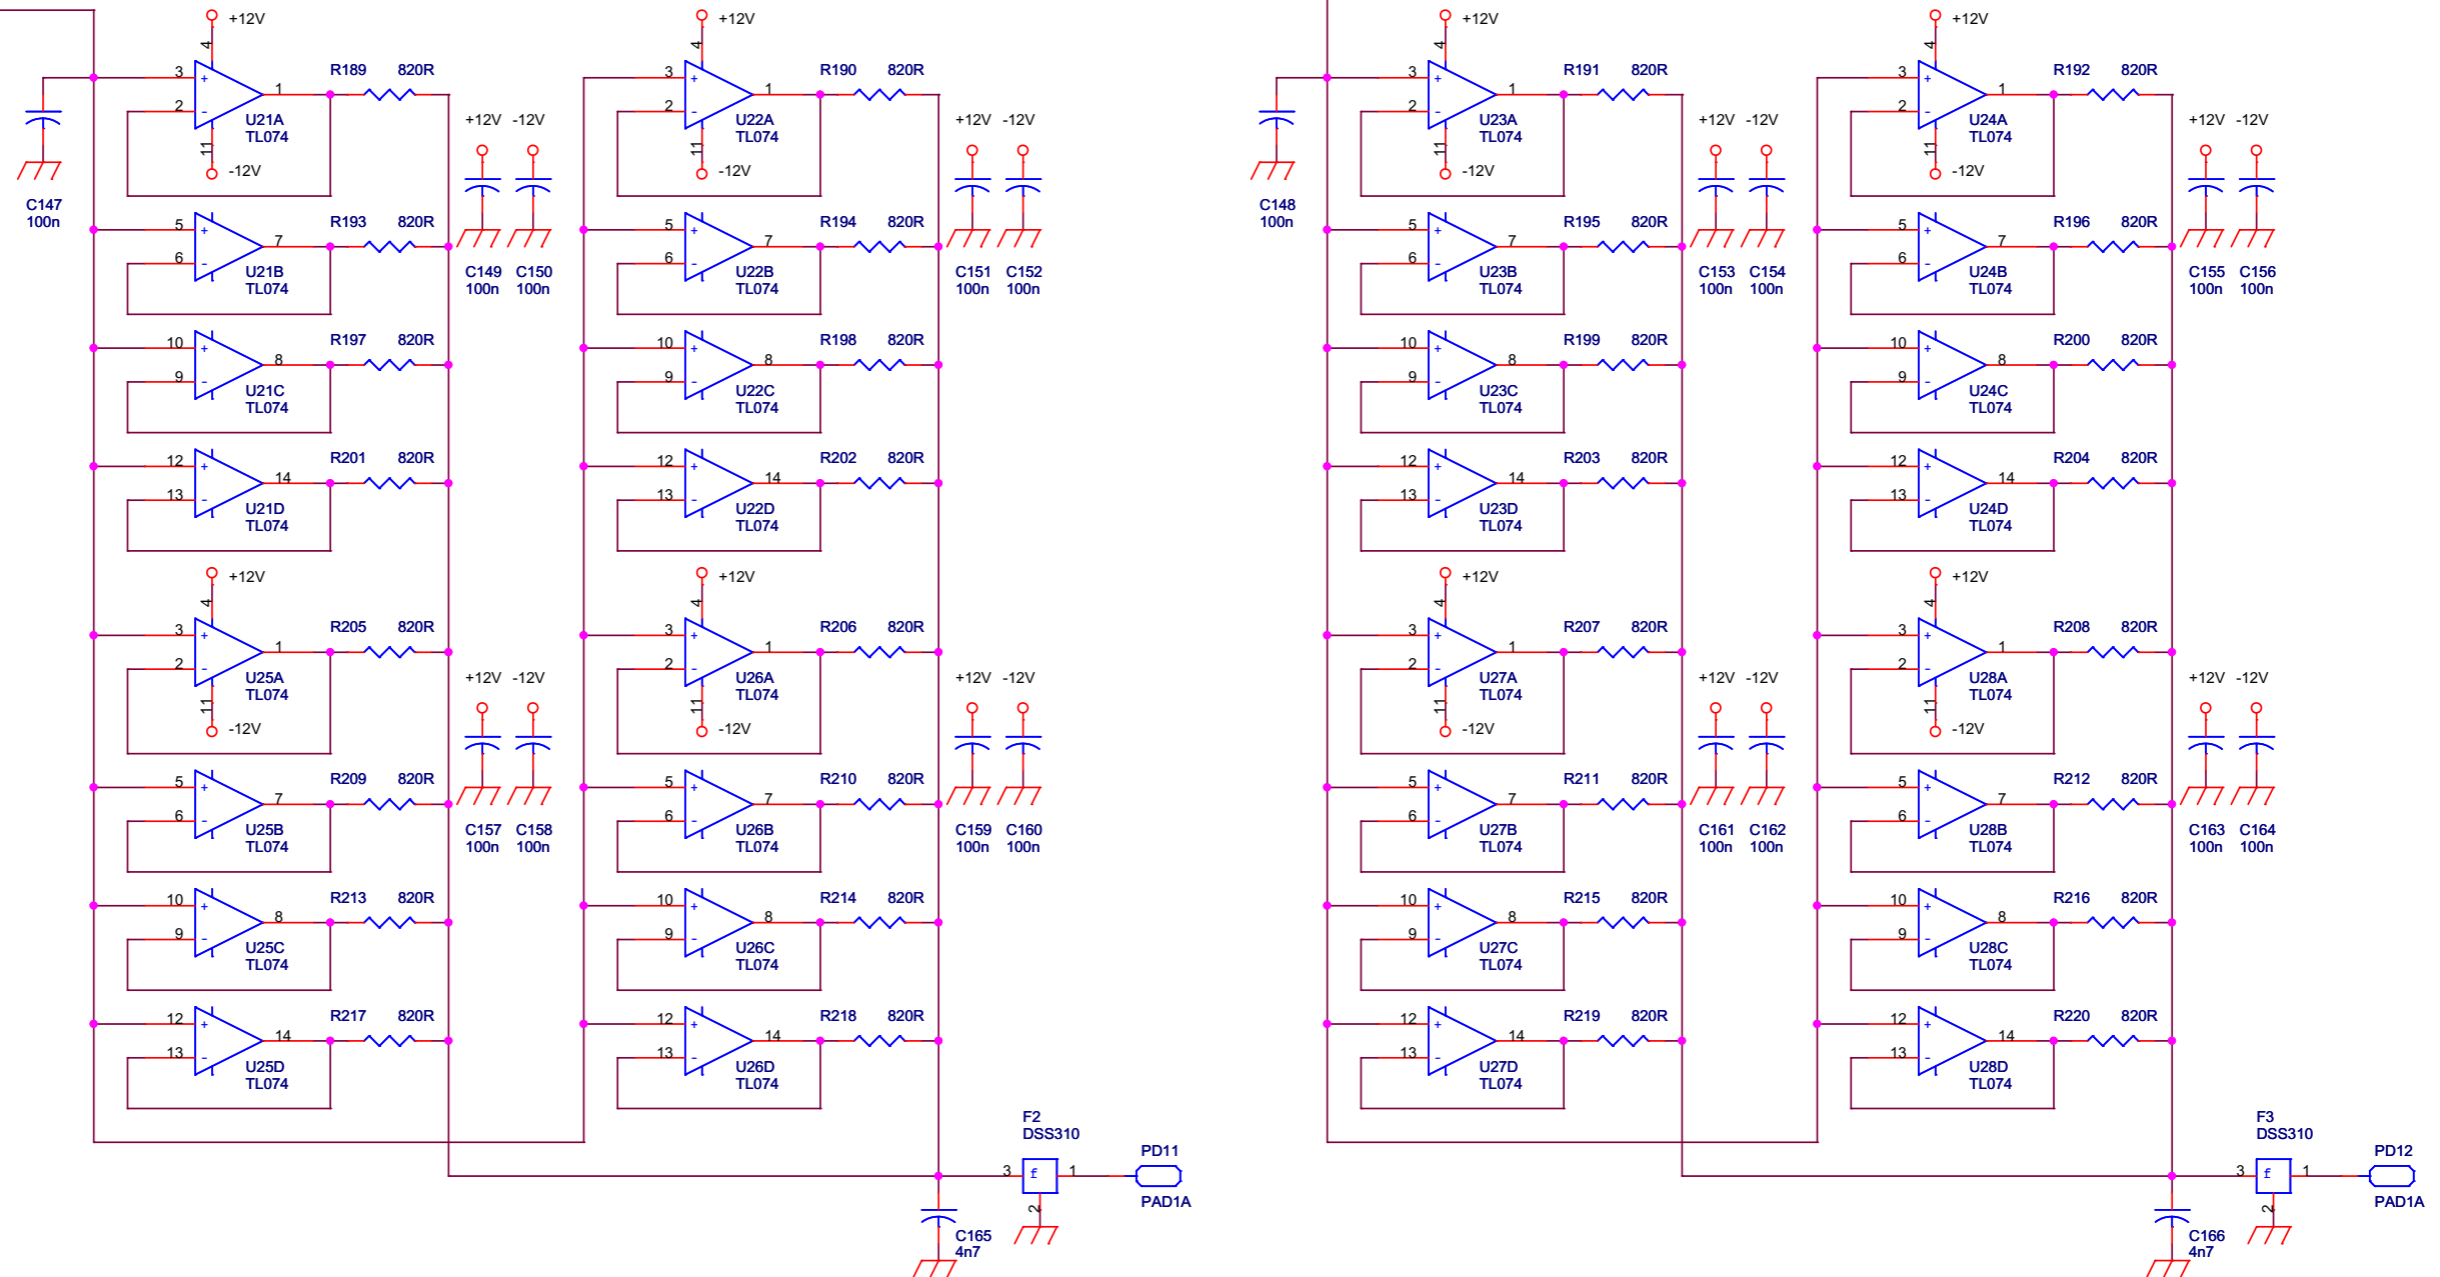 +12V +12V +12V +12V
4 4 4 4
3 + 1 R189 820R 3 + 1 R190 820R 3 + 1 R191 820R 3 + 1 R192 820R
2 - 2 - 2 - 2 -
U21A U22A U23A U24A
TL074 TL074 TL074 TL074
+12V -12V +12V -12V +12V -12V +12V -12V
11 11 11 11
-12V -12V -12V -12V
C147 C148
100n 100n
5 + 7 R193 820R 5 + 7 R194 820R 5 + 7 R195 820R 5 + 7 R196 820R
6 - 6 - 6 - 6 -
U21B U22B U23B U24B
TL074 TL074 TL074 TL074
C149 C150 C151 C152 C153 C154 C155 C156
100n 100n 100n 100n 100n 100n 100n 100n
10 + 8 R197 820R 10 + 8 R198 820R 10 + 8 R199 820R 10 + 8 R200 820R
9 - 9 - 9 - 9 -
U21C U22C U23C U24C
TL074 TL074 TL074 TL074
12 + 14 R201 820R 12 + 14 R202 820R 12 + 14 R203 820R 12 + 14 R204 820R
13 - 13 - 13 - 13 -
U21D U22D U23D U24D
TL074 TL074 TL074 TL074
+12V +12V +12V +12V
4 4 4 4
3 + 1 R205 820R 3 + 1 R206 820R 3 + 1 R207 820R 3 + 1 R208 820R
2 - 2 - 2 - 2 -
U25A U26A U27A U28A
TL074 TL074 TL074 TL074
+12V -12V +12V -12V +12V -12V +12V -12V
11 11 11 11
-12V -12V -12V -12V
5 + 7 R209 820R 5 + 7 R210 820R 5 + 7 R211 820R 5 + 7 R212 820R
6 - 6 - 6 - 6 -
U25B U26B U27B U28B
TL074 TL074 TL074 TL074
C157 C158 C159 C160 C161 C162 C163 C164
100n 100n 100n 100n 100n 100n 100n 100n
10 + 8 R213 820R 10 + 8 R214 820R 10 + 8 R215 820R 10 + 8 R216 820R
9 - 9 - 9 - 9 -
U25C U26C U27C U28C
TL074 TL074 TL074 TL074
12 + 14 R217 820R 12 + 14 R218 820R 12 + 14 R219 820R 12 + 14 R220 820R
13 - 13 - 13 - 13 -
U25D U26D U27D U28D
TL074 TL074 TL074 TL074
F2 F3
DSS310 DSS310
PD11 PD12
3 f 1 3 f 1
2 2
PAD1A PAD1A
C165 C166
4n7 4n7